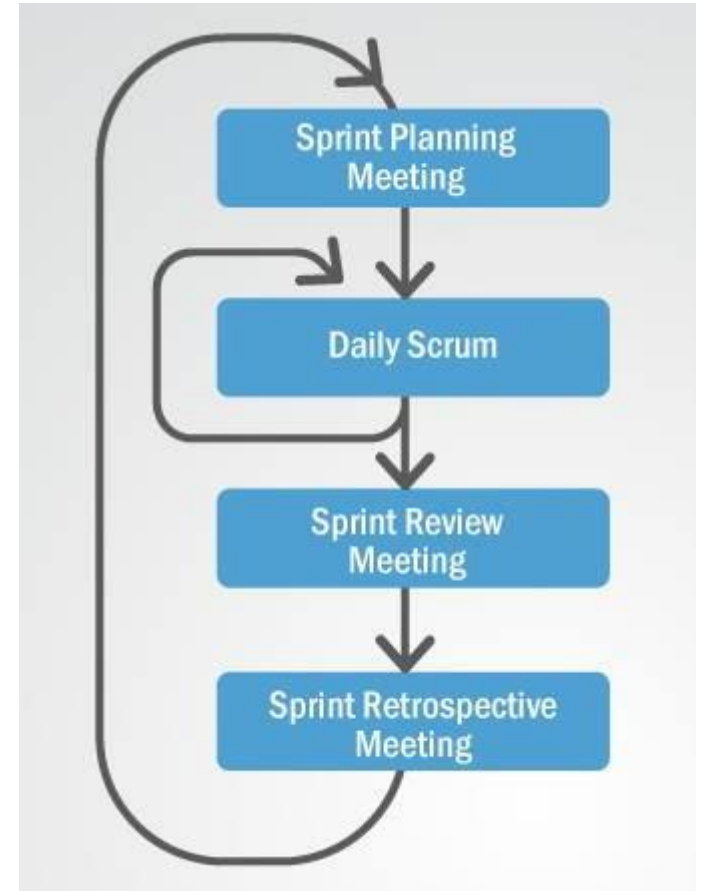 Sprint Planning
Meeting
Daily Scrum
Sprint Review
Meeting
Sprint Retrospective
Meeting